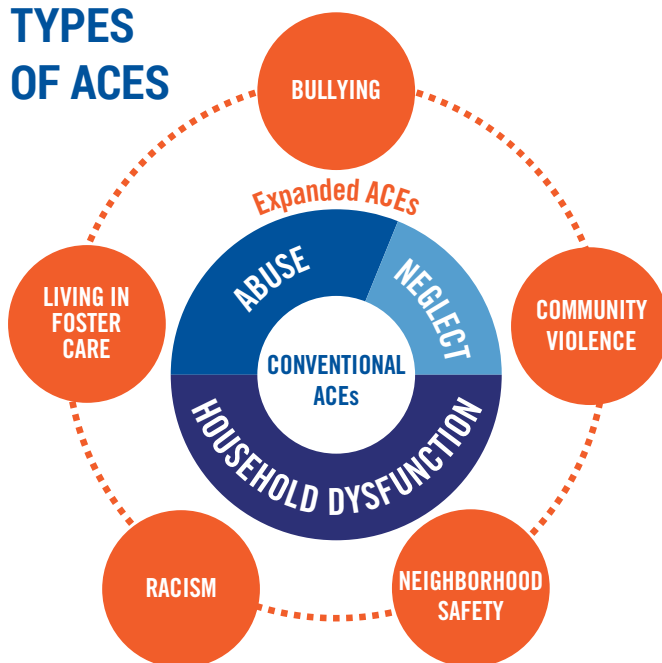 TYPES
OF ACES
BULLYING
Expanded ACEs
ABUSE
NEGLECT
LIVING IN
FOSTER
CARE
COMMUNITY
VIOLENCE
CONVENTIONAL
ACEs
HOUSEHOLD DYSFUNCTION
RACISM
NEIGHBORHOOD
SAFETY